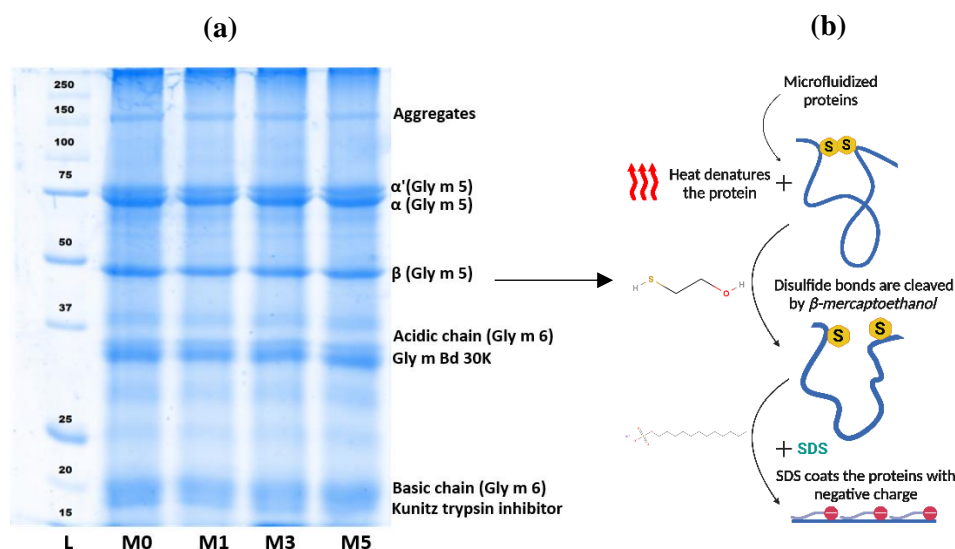 (a)
250
150
100
75
50
37
25
20
15
Aggregates
α'(Gly m 5)
α (Gly m 5)
β (Gly m 5)
Acidic chain (Gly m 6)
Gly m Bd 30K
Basic chain (Gly m 6)
Kunitz trypsin inhibitor
L M0 M1 M3 M5
(b)
Microfluidized
proteins
S S
Heat denatures
the protein
+
H S O H
Disulfide bonds are cleaved
by β-mercaptoethanol
S S
+ SDS
SDS coats the proteins with
negative charge